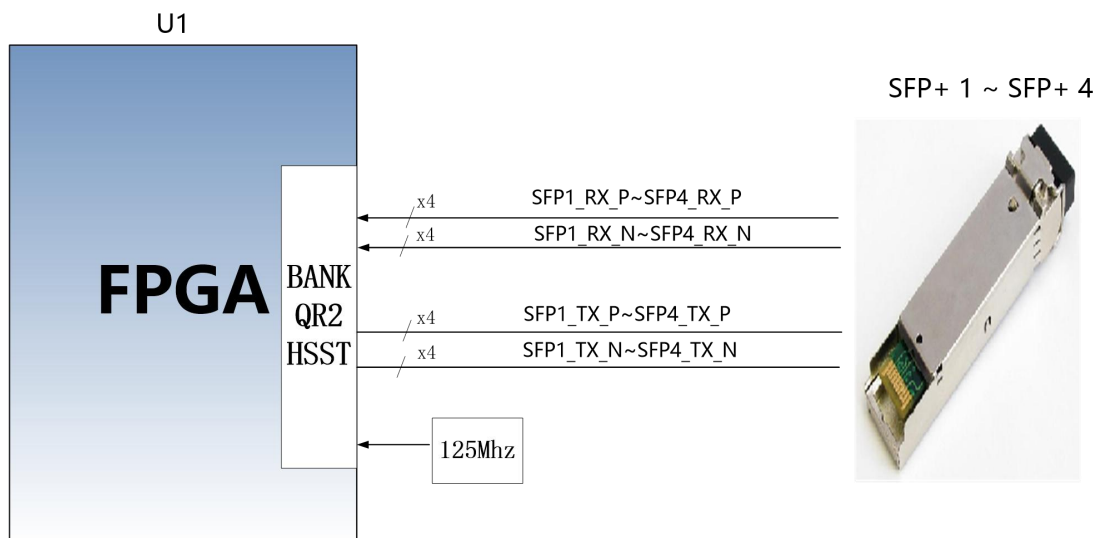 U1
SFP+ 1 ~ SFP+ 4
x4
SFP1_RX_P~SFP4_RX_P
x4
SFP1_RX_N~SFP4_RX_N
FPGA
BANK
QR2
HSST
x4
SFP1_TX_P~SFP4_TX_P
x4
SFP1_TX_N~SFP4_TX_N
125Mhz